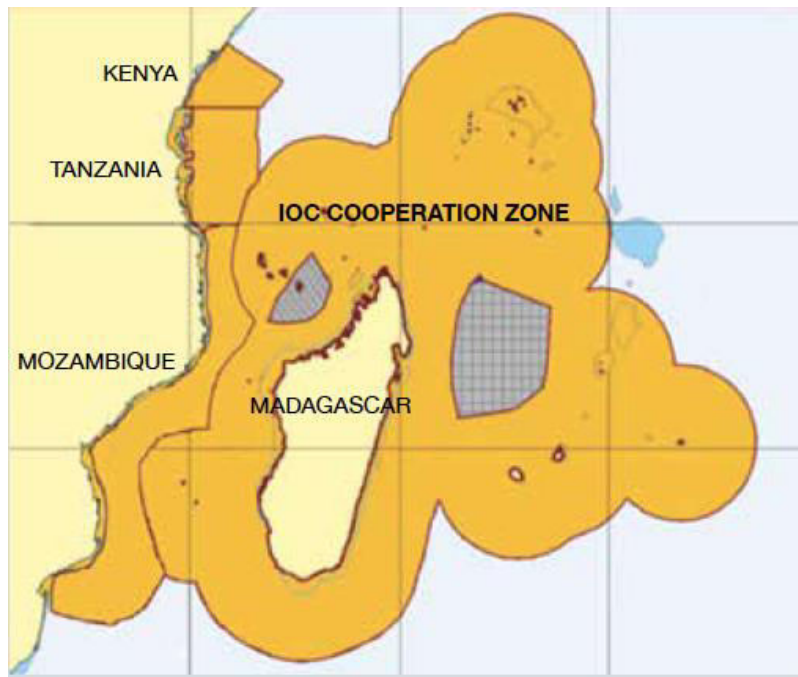 KENYA
TANZANIA
IOC COOPERATION ZONE
MOZAMBIQUE
MADAGASCAR